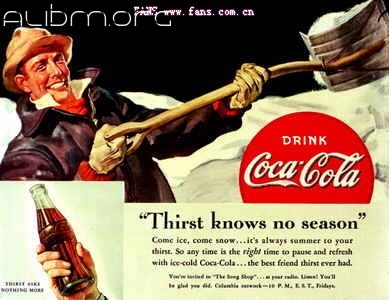 AlibM.org
FANS www.fans.com.cn
DRINK
Coca-Cola
"Thirst knows no season"
Come ice, come snow...it's always summer to your
thirst. So any time is the right time to pause and refresh
with ice-cold Coca-Cola...the best friend thirst ever had.
You're invited to "The Song Shop"...at your radio. Listen! You'll
be glad you did. Columbia network—10 P. M., E. S. T., Fridays.
Coca-Cola
THIRST ASKS
NOTHING MORE